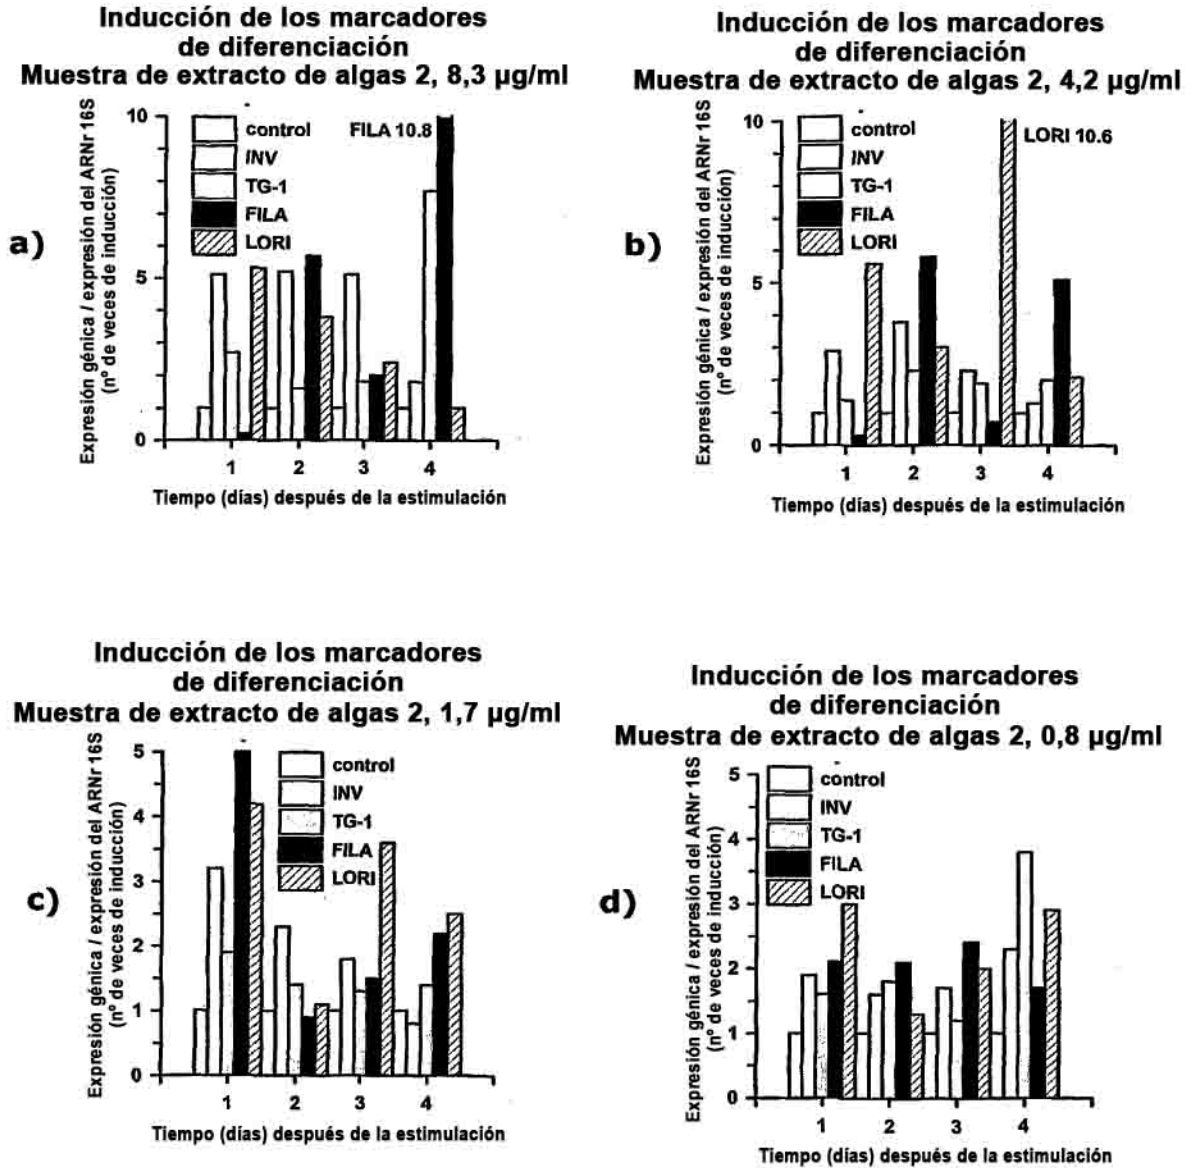 Inducción de los marcadores
de diferenciación
Muestra de extracto de algas 2, 8,3 µg/ml
a)
Expresión génica / expresión del ARNr 16S
(nº de veces de inducción)
10
5
0
control
INV
TG-1
FILA
LORI
FILA 10.8
1
2
3
4
Tiempo (días) después de la estimulación
Inducción de los marcadores
de diferenciación
Muestra de extracto de algas 2, 4,2 µg/ml
b)
Expresión génica / expresión del ARNr 16S
(nº de veces de inducción)
10
5
0
control
INV
TG-1
FILA
LORI
LORI 10.6
1
2
3
4
Tiempo (días) después de la estimulación
Inducción de los marcadores
de diferenciación
Muestra de extracto de algas 2, 1,7 µg/ml
c)
Expresión génica / expresión del ARNr 16S
(nº de veces de inducción)
5
4
3
2
1
0
control
INV
TG-1
FILA
LORI
1
2
3
4
Tiempo (días) después de la estimulación
Inducción de los marcadores
de diferenciación
Muestra de extracto de algas 2, 0,8 µg/ml
d)
Expresión génica / expresión del ARNr 16S
(nº de veces de inducción)
5
4
3
2
1
0
control
INV
TG-1
FILA
LORI
1
2
3
4
Tiempo (días) después de la estimulación